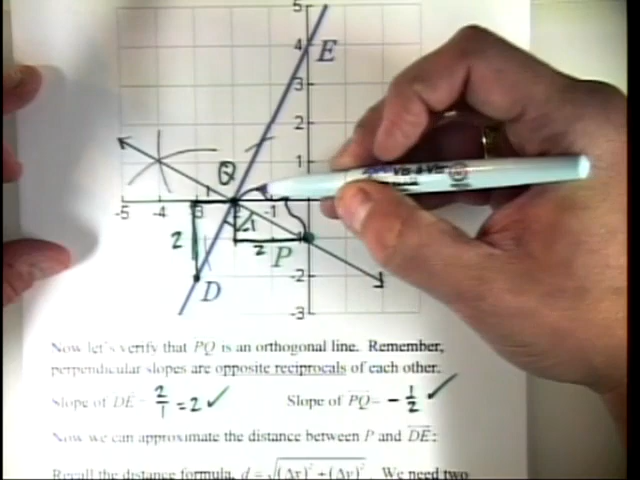 5
4
E
3
2
1
Q
-5 -4 -1
1
2
2 P
-2
D
-3
Now let's verify that PQ is an orthogonal line. Remember,
perpendicular slopes are opposite reciprocals of each other.
Slope of DE = 2/1 = 2 ✓ Slope of PQ = -1/2 ✓
Now we can approximate the distance between P and DE:
Recall the distance formula, d = √(Δx)² + (Δy)². We need two